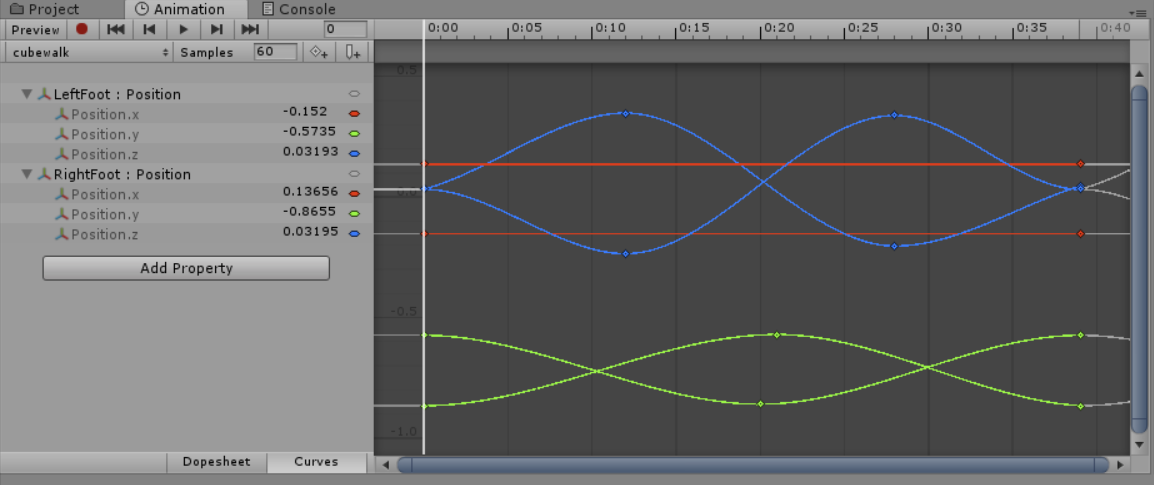 Project Animation Console
Preview 0 0:00 0:05 0:10 0:15 0:20 0:25 0:30 0:35 0:40
cubewalk Samples 60
0.5
LeftFoot : Position
Position.x -0.152
Position.y -0.5735
Position.z 0.03193
RightFoot : Position
0.0
Position.x 0.13656
Position.y -0.8655
Position.z 0.03195
Add Property
-0.5
-1.0
Dopesheet Curves